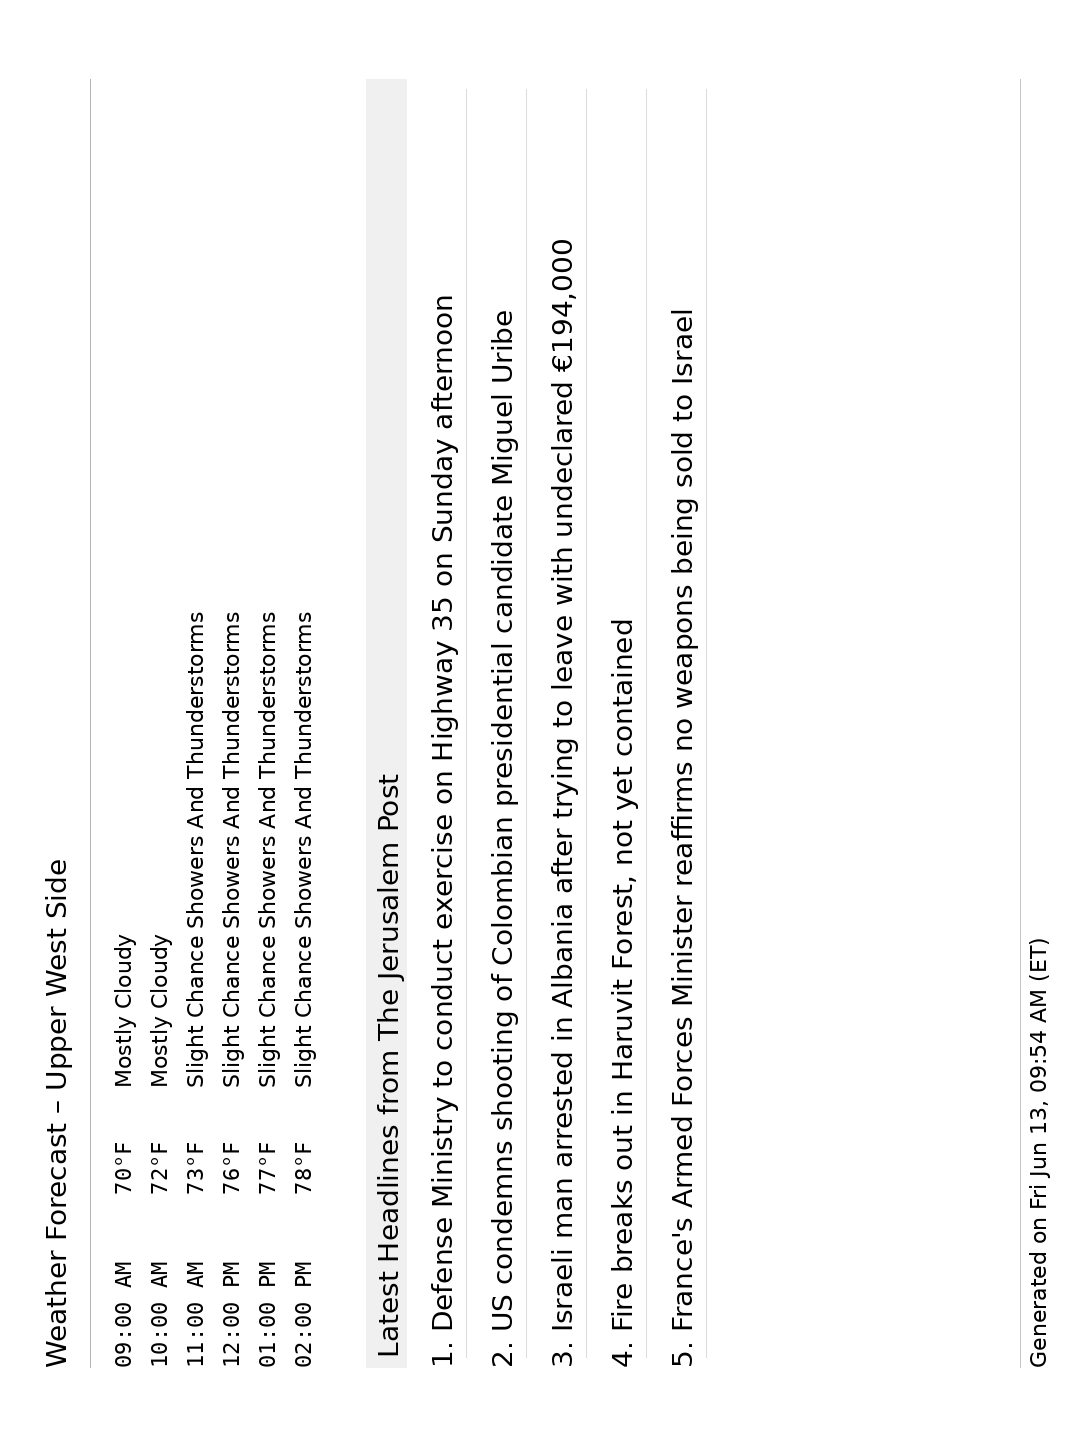 Weather Forecast – Upper West Side
09:00 AM 70°F Mostly Cloudy
10:00 AM 72°F Mostly Cloudy
11:00 AM 73°F Slight Chance Showers And Thunderstorms
12:00 PM 76°F Slight Chance Showers And Thunderstorms
01:00 PM 77°F Slight Chance Showers And Thunderstorms
02:00 PM 78°F Slight Chance Showers And Thunderstorms
Latest Headlines from The Jerusalem Post
1. Defense Ministry to conduct exercise on Highway 35 on Sunday afternoon
2. US condemns shooting of Colombian presidential candidate Miguel Uribe
3. Israeli man arrested in Albania after trying to leave with undeclared €194,000
4. Fire breaks out in Haruvit Forest, not yet contained
5. France's Armed Forces Minister reaffirms no weapons being sold to Israel
Generated on Fri Jun 13, 09:54 AM (ET)